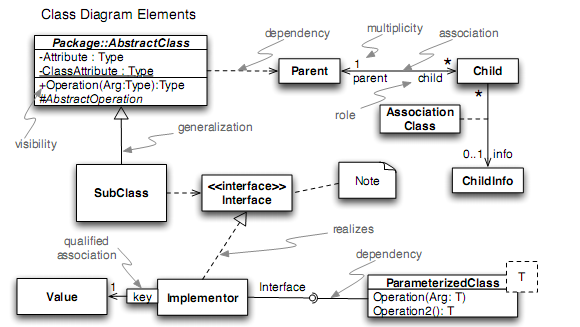 Class Diagram Elements
Package::AbstractClass
-Attribute : Type
-ClassAttribute : Type
+Operation(Arg:Type):Type
#AbstractOperation
visibility
dependency
multiplicity
association
Parent
1
parent
child
*
Child
role
Association
Class
*
0..1
info
ChildInfo
generalization
SubClass
<<interface>>
Interface
Note
realizes
qualified
association
dependency
Value
1
key
Implementor
Interface
ParameterizedClass
T
Operation(Arg: T)
Operation2(): T